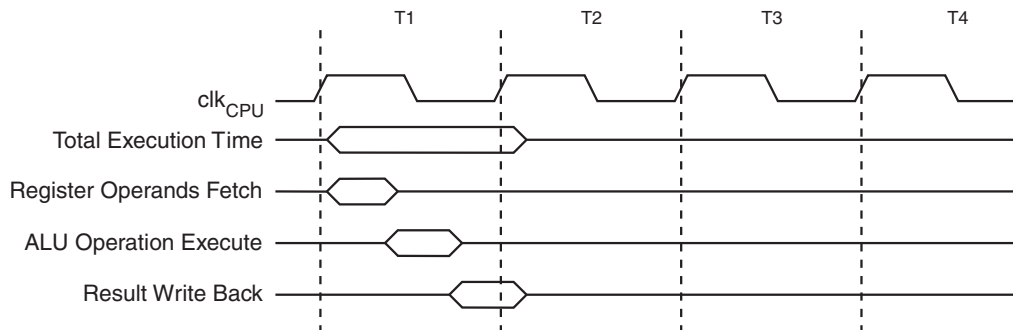 T1 T2 T3 T4
clkCPU
Total Execution Time
Register Operands Fetch
ALU Operation Execute
Result Write Back